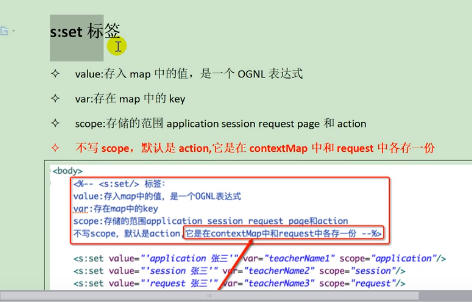 s:set 标签
✧ value:存入 map 中的值，是一个 OGNL 表达式
✧ var:存在 map 中的 key
✧ scope:存储的范围 application session request page 和 action
✧ 不写 scope，默认是 action,它是在 contextMap 中和 request 中各存一份
<body>
<%-- <s:set/> 标签:
value:存入map中的值，是一个OGNL表达式
var:存在map中的key
scope:存储的范围application session request page和action
不写scope，默认是action,它是在contextMap中和request中各存一份 --%>
<s:set value="'application 张三'" var="teacherName1" scope="application"/>
<s:set value="'session 张三'" var="teacherName2" scope="session"/>
<s:set value="'request 张三'" var="teacherName3" scope="request"/>